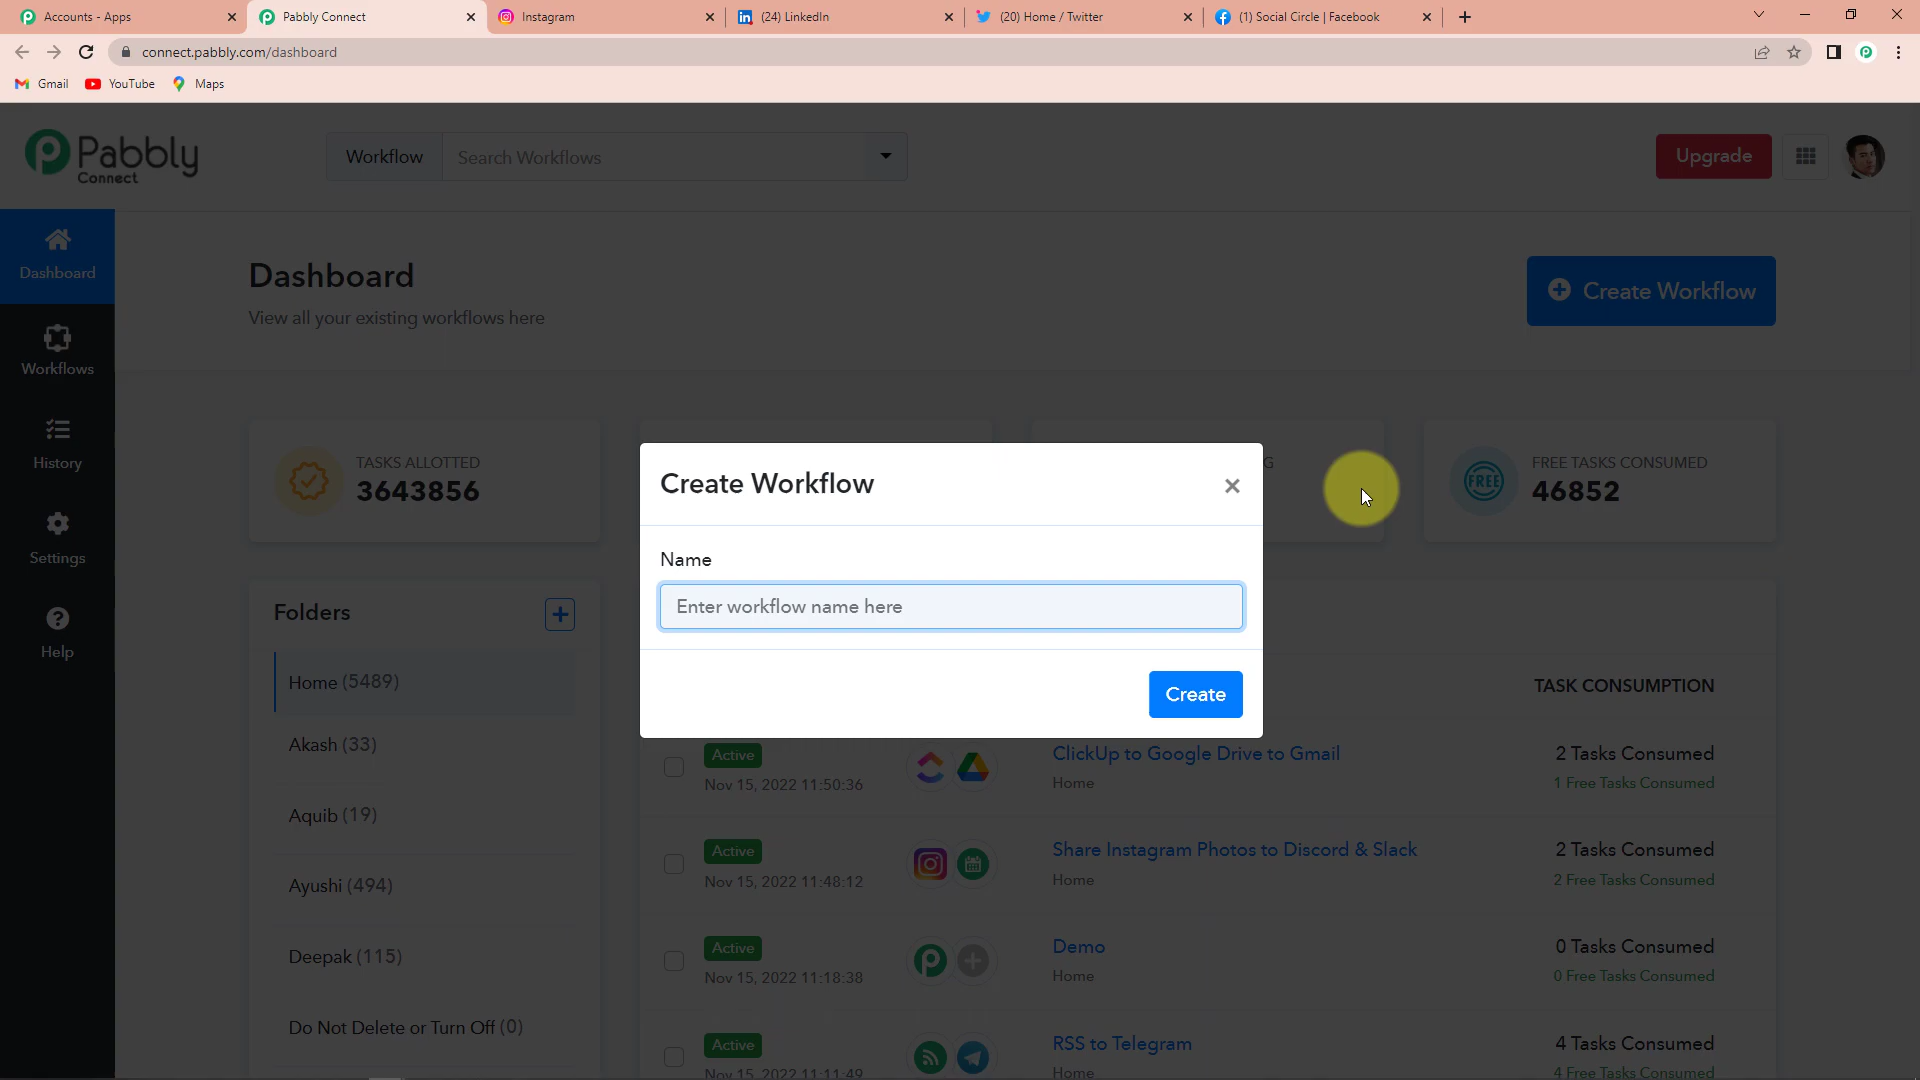 Accounts - Apps
Pabbly Connect
Instagram
(24) LinkedIn
(20) Home / Twitter
(1) Social Circle | Facebook
connect.pabbly.com/dashboard
Gmail
YouTube
Maps
Pabbly
Connect
Workflow
Search Workflows
Upgrade
Dashboard
Workflows
History
Settings
Help
Dashboard
View all your existing workflows here
Create Workflow
TASKS ALLOTTED
3643856
G
FREE
FREE TASKS CONSUMED
46852
Create Workflow
Name
Enter workflow name here
Create
Folders
Home (5489)
Akash (33)
Aquib (19)
Ayushi (494)
Deepak (115)
Do Not Delete or Turn Off (0)
TASK CONSUMPTION
Active
Nov 15, 2022 11:50:36
ClickUp to Google Drive to Gmail
Home
2 Tasks Consumed
1 Free Tasks Consumed
Active
Nov 15, 2022 11:48:12
Share Instagram Photos to Discord & Slack
Home
2 Tasks Consumed
2 Free Tasks Consumed
Active
Nov 15, 2022 11:18:38
Demo
Home
0 Tasks Consumed
0 Free Tasks Consumed
Active
Nov 15, 2022 11:11:49
RSS to Telegram
Home
4 Tasks Consumed
4 Free Tasks Consumed